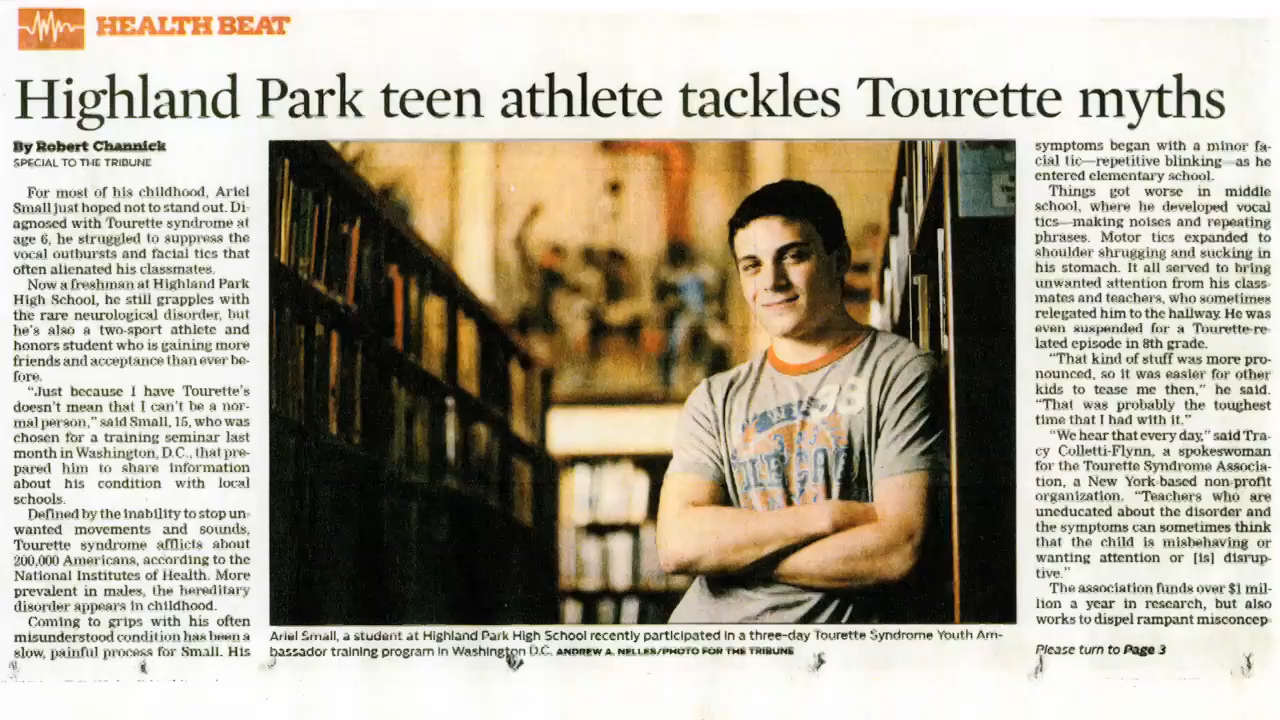 HEALTH BEAT
Highland Park teen athlete tackles Tourette myths
By Robert Channick
SPECIAL TO THE TRIBUNE
For most of his childhood, Ariel
Small just hoped not to stand out. Di-
agnosed with Tourette syndrome at
age 6, he struggled to suppress the
vocal outbursts and facial tics that
often alienated his classmates.
Now a freshman at Highland Park
High School, he still grapples with
the rare neurological disorder, but
he's also a two-sport athlete and
honors student who is gaining more
friends and acceptance than ever be-
fore.
"Just because I have Tourette's
doesn't mean that I can't be a nor-
mal person," said Small, 15, who was
chosen for a training seminar last
month in Washington, D.C., that pre-
pared him to share information
about his condition with local
schools.
Defined by the inability to stop un-
wanted movements and sounds,
Tourette syndrome afflicts about
200,000 Americans, according to the
National Institutes of Health. More
prevalent in males, the hereditary
disorder appears in childhood.
Coming to grips with his often
misunderstood condition has been a
slow, painful process for Small. His
98
Ariel Small, a student at Highland Park High School recently participated in a three-day Tourette Syndrome Youth Am-
bassador training program in Washington D.C. ANDREW A. NELLES/PHOTO FOR THE TRIBUNE
symptoms began with a minor fa-
cial tic—repetitive blinking—as he
entered elementary school.
Things got worse in middle
school, where he developed vocal
tics—making noises and repeating
phrases. Motor tics expanded to
shoulder shrugging and sucking in
his stomach. It all served to bring
unwanted attention from his class-
mates and teachers, who sometimes
relegated him to the hallway. He was
even suspended for a Tourette-re-
lated episode in 8th grade.
"That kind of stuff was more pro-
nounced, so it was easier for other
kids to tease me then," he said.
"That was probably the toughest
time that I had with it."
"We hear that every day," said Tra-
cy Colletti-Flynn, a spokeswoman
for the Tourette Syndrome Associa-
tion, a New York-based non-profit
organization. "Teachers who are
uneducated about the disorder and
the symptoms can sometimes think
that the child is misbehaving or
wanting attention or [is] disrup-
tive."
The association funds over $1 mil-
lion a year in research, but also
works to dispel rampant misconcep-
Please turn to Page 3